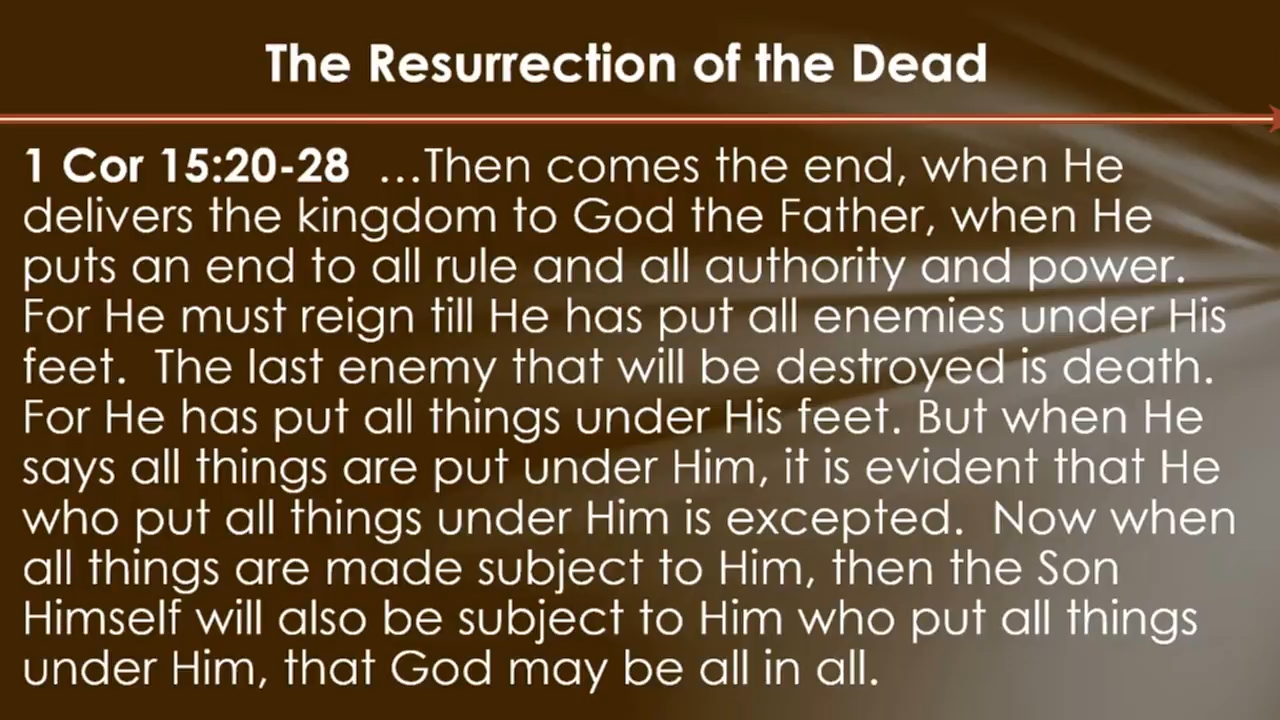 The Resurrection of the Dead
1 Cor 15:20-28  …Then comes the end, when He
delivers the kingdom to God the Father, when He
puts an end to all rule and all authority and power.
For He must reign till He has put all enemies under His
feet.  The last enemy that will be destroyed is death.
For He has put all things under His feet. But when He
says all things are put under Him, it is evident that He
who put all things under Him is excepted.  Now when
all things are made subject to Him, then the Son
Himself will also be subject to Him who put all things
under Him, that God may be all in all.